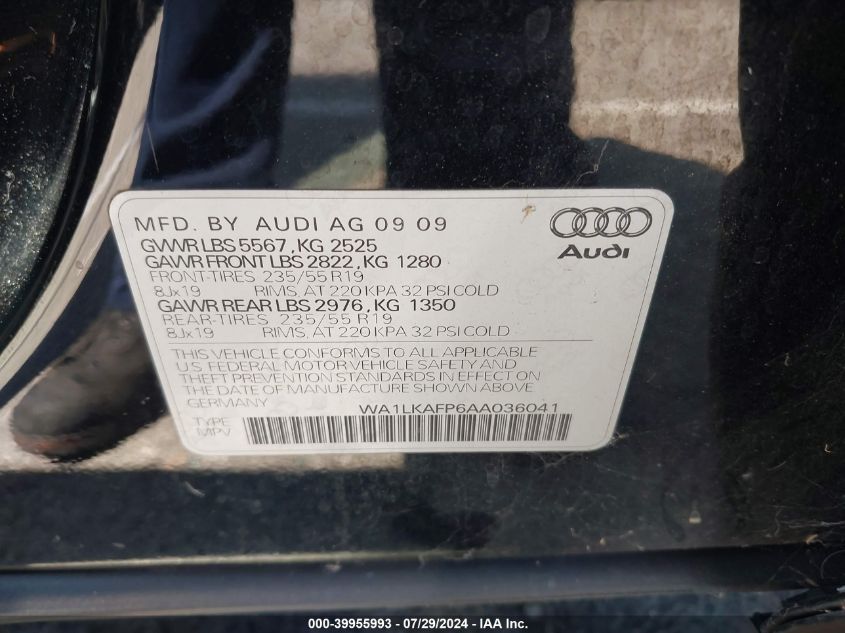 MFD. BY AUDI AG 09 09
GVWR LBS 5567, KG 2525
GAWR FRONT LBS 2822, KG 1280
FRONT-TIRES 235/55 R19
8Jx19 RIMS, AT 220 KPA 32 PSI COLD
GAWR REAR LBS 2976, KG 1350
REAR-TIRES 235/55 R19
8Jx19 RIMS, AT 220 KPA 32 PSI COLD
THIS VEHICLE CONFORMS TO ALL APPLICABLE
U.S. FEDERAL MOTOR VEHICLE SAFETY AND
THEFT PREVENTION STANDARDS IN EFFECT ON
THE DATE OF MANUFACTURE SHOWN ABOVE
GERMANY WA1LKAFP6AA036041
TYPE
MPV
Audi
000-39955993 - 07/29/2024 - © IAA, Inc.